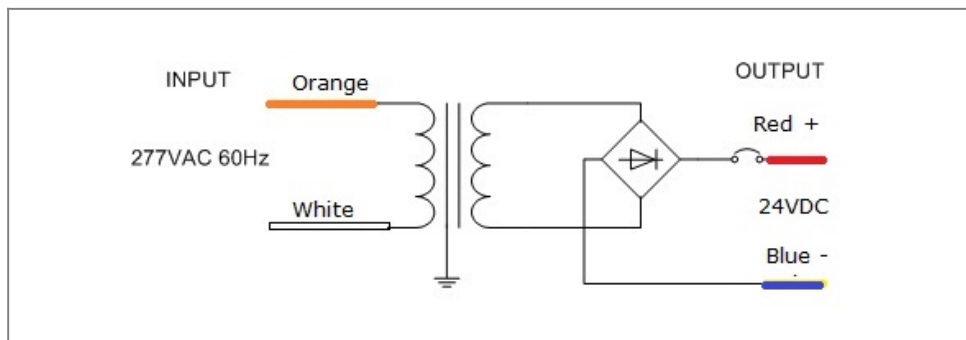 INPUT
Orange
277VAC 60Hz
White
OUTPUT
Red +
24VDC
Blue -